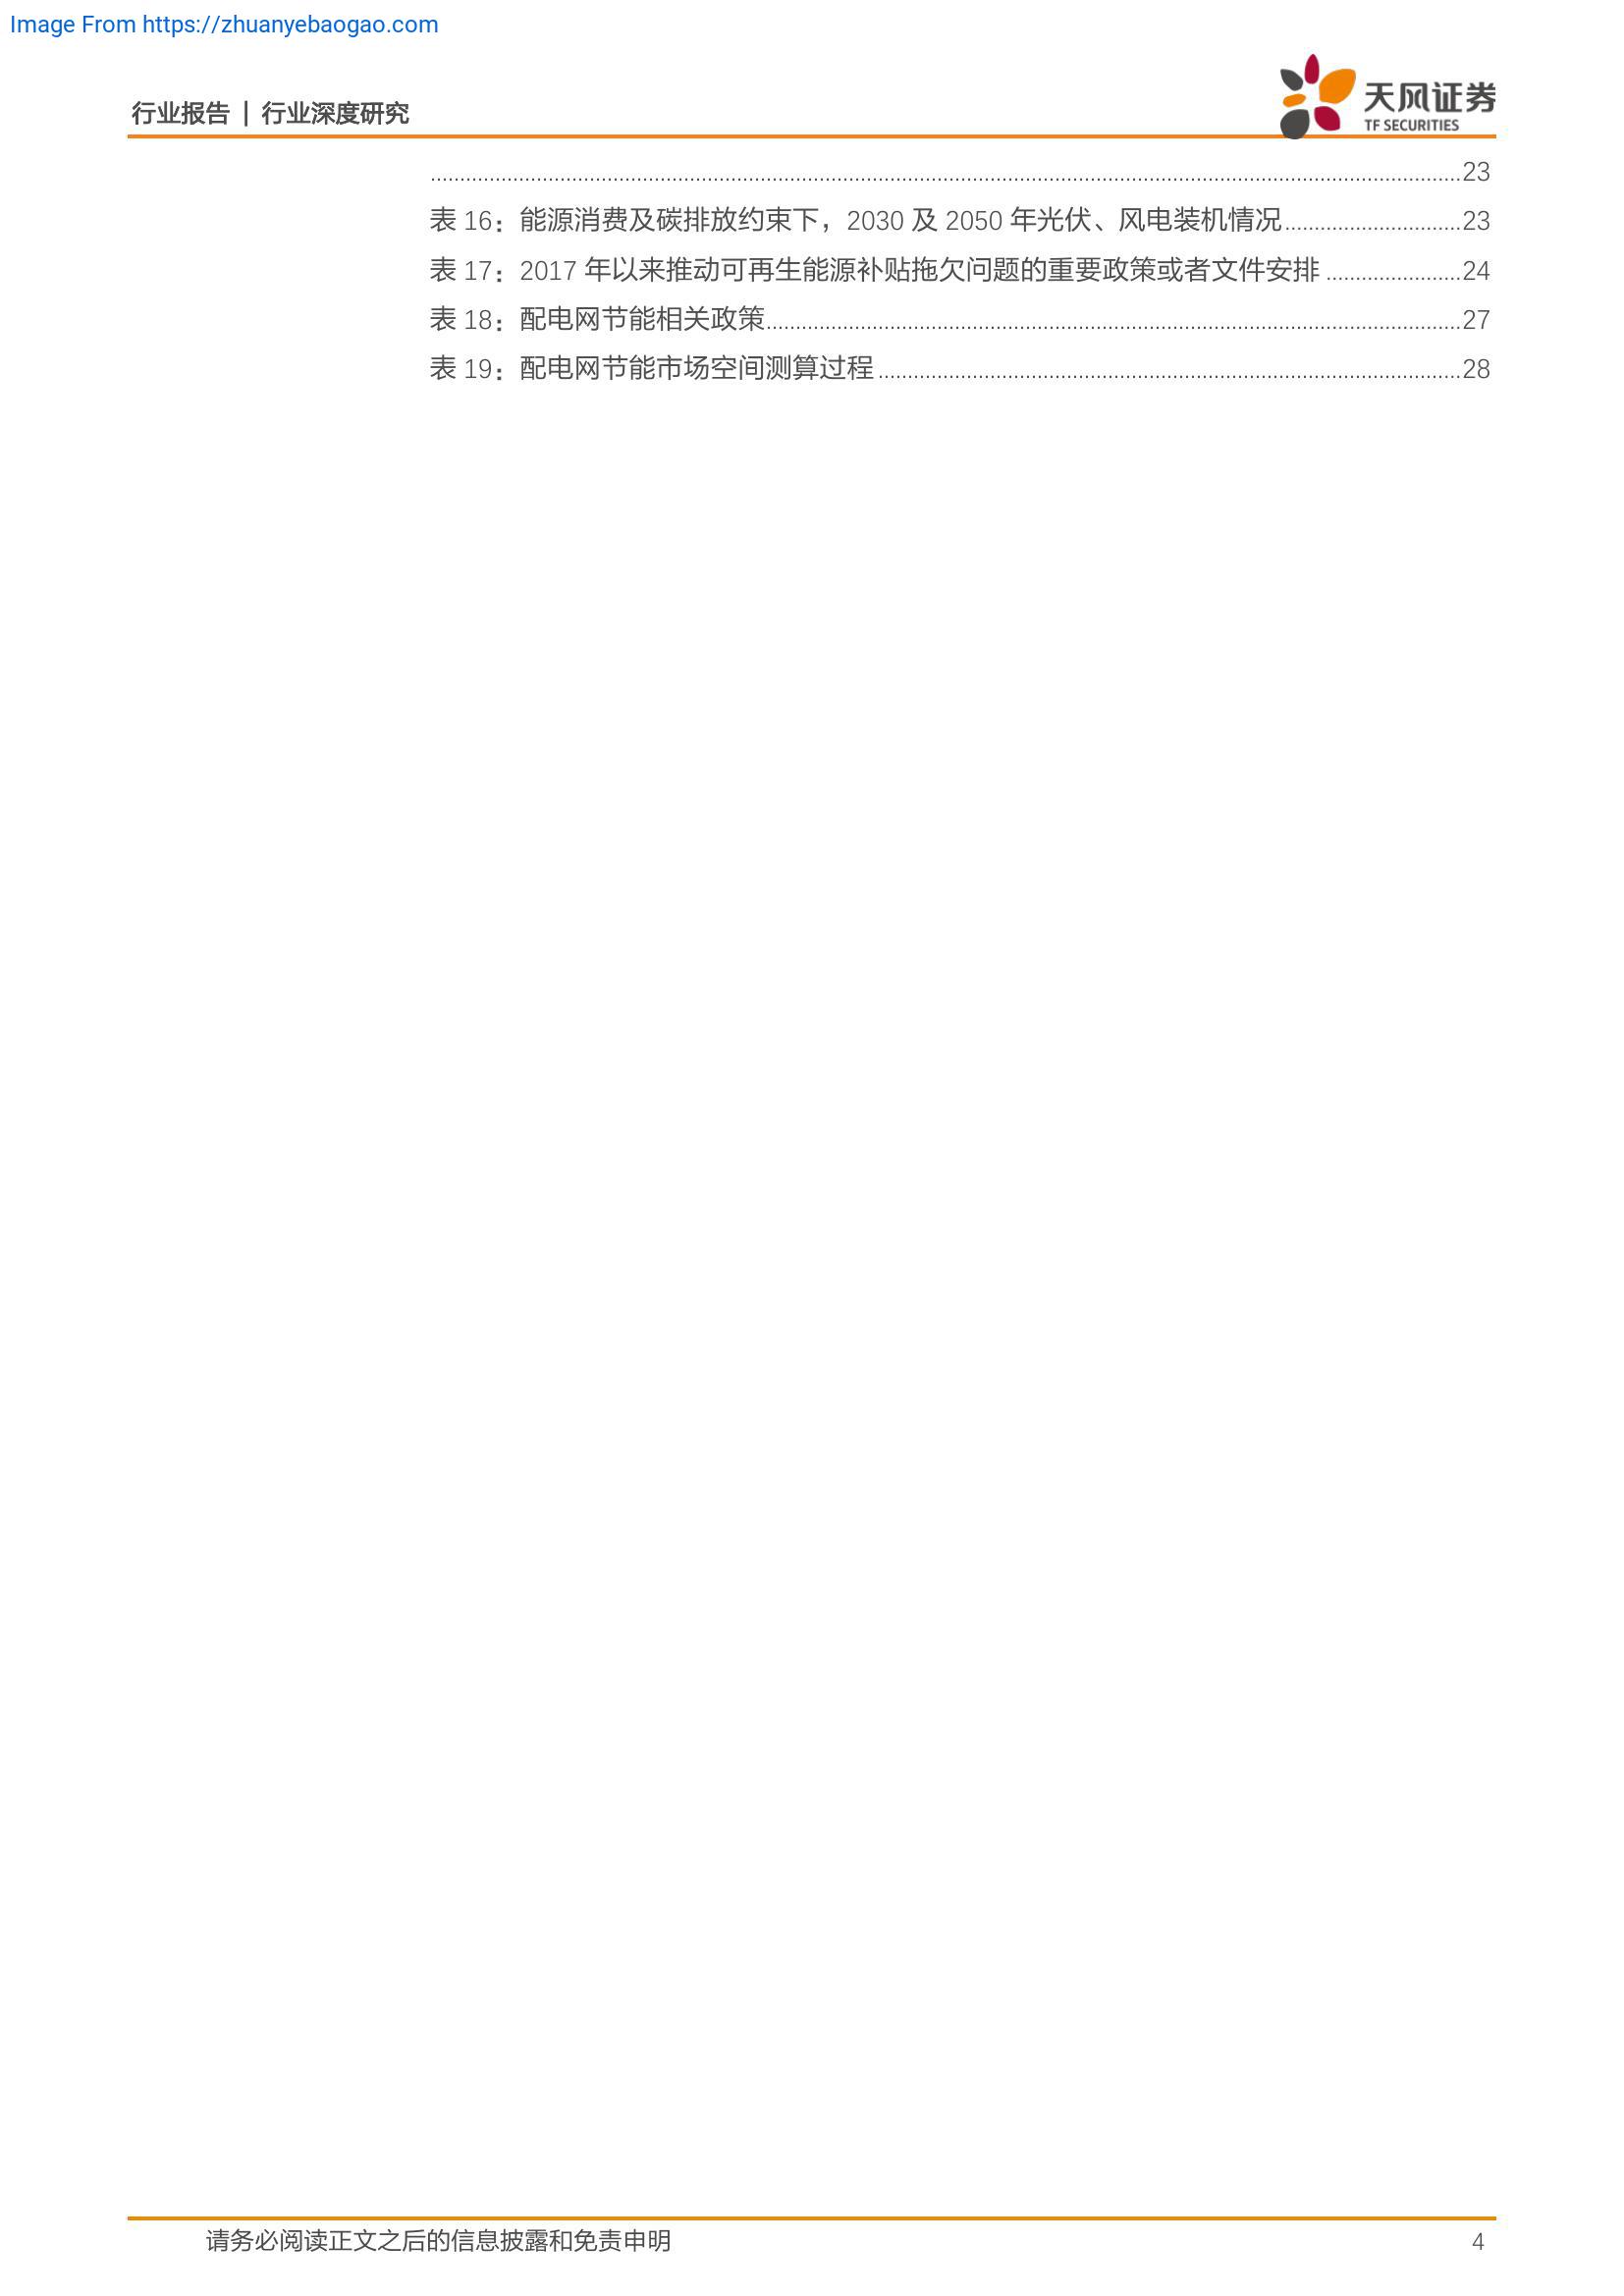 Image From https://zhuanyebaogao.com
行业报告 | 行业深度研究
天风证券
TF SECURITIES
........................................................................................................................23
表 16：能源消费及碳排放约束下，2030 及 2050 年光伏、风电装机情况..............................23
表 17：2017 年以来推动可再生能源补贴拖欠问题的重要政策或者文件安排.......................24
表 18：配电网节能相关政策........................................................................................27
表 19：配电网节能市场空间测算过程..........................................................................28
请务必阅读正文之后的信息披露和免责申明 4